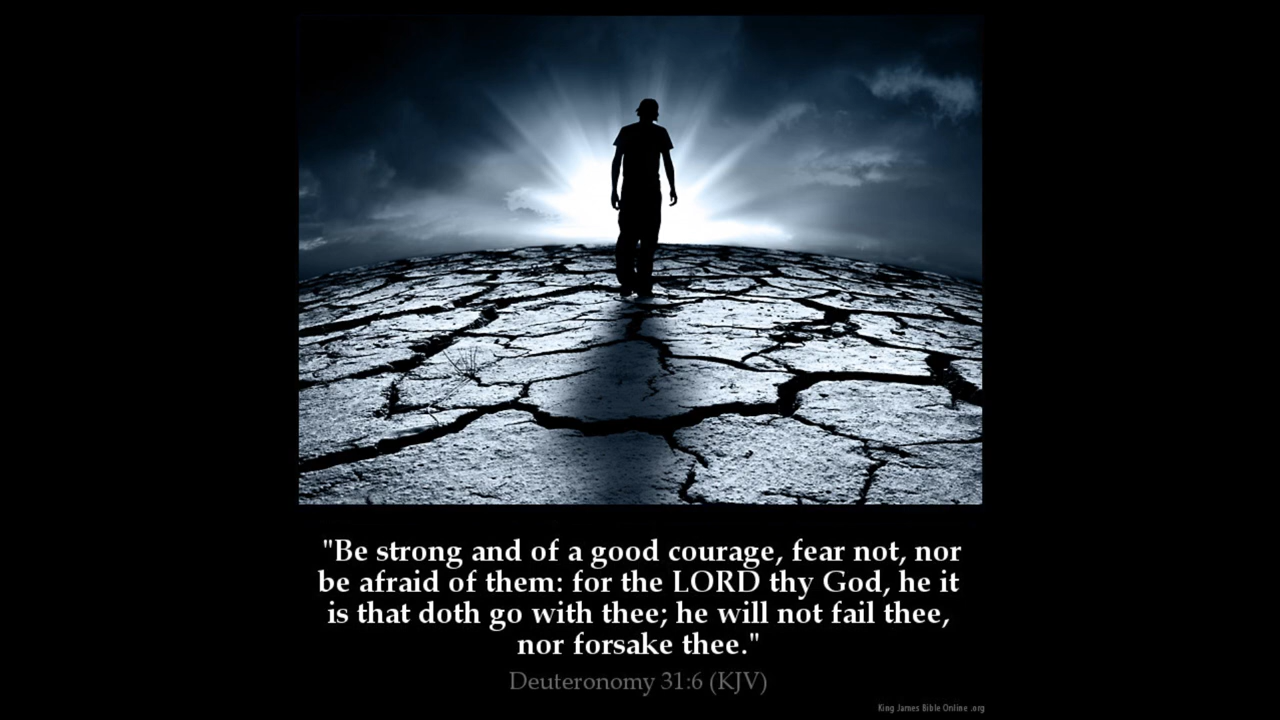 "Be strong and of a good courage, fear not, nor
be afraid of them: for the LORD thy God, he it
is that doth go with thee; he will not fail thee,
nor forsake thee."
Deuteronomy 31:6 (KJV)
King James Bible Online .org